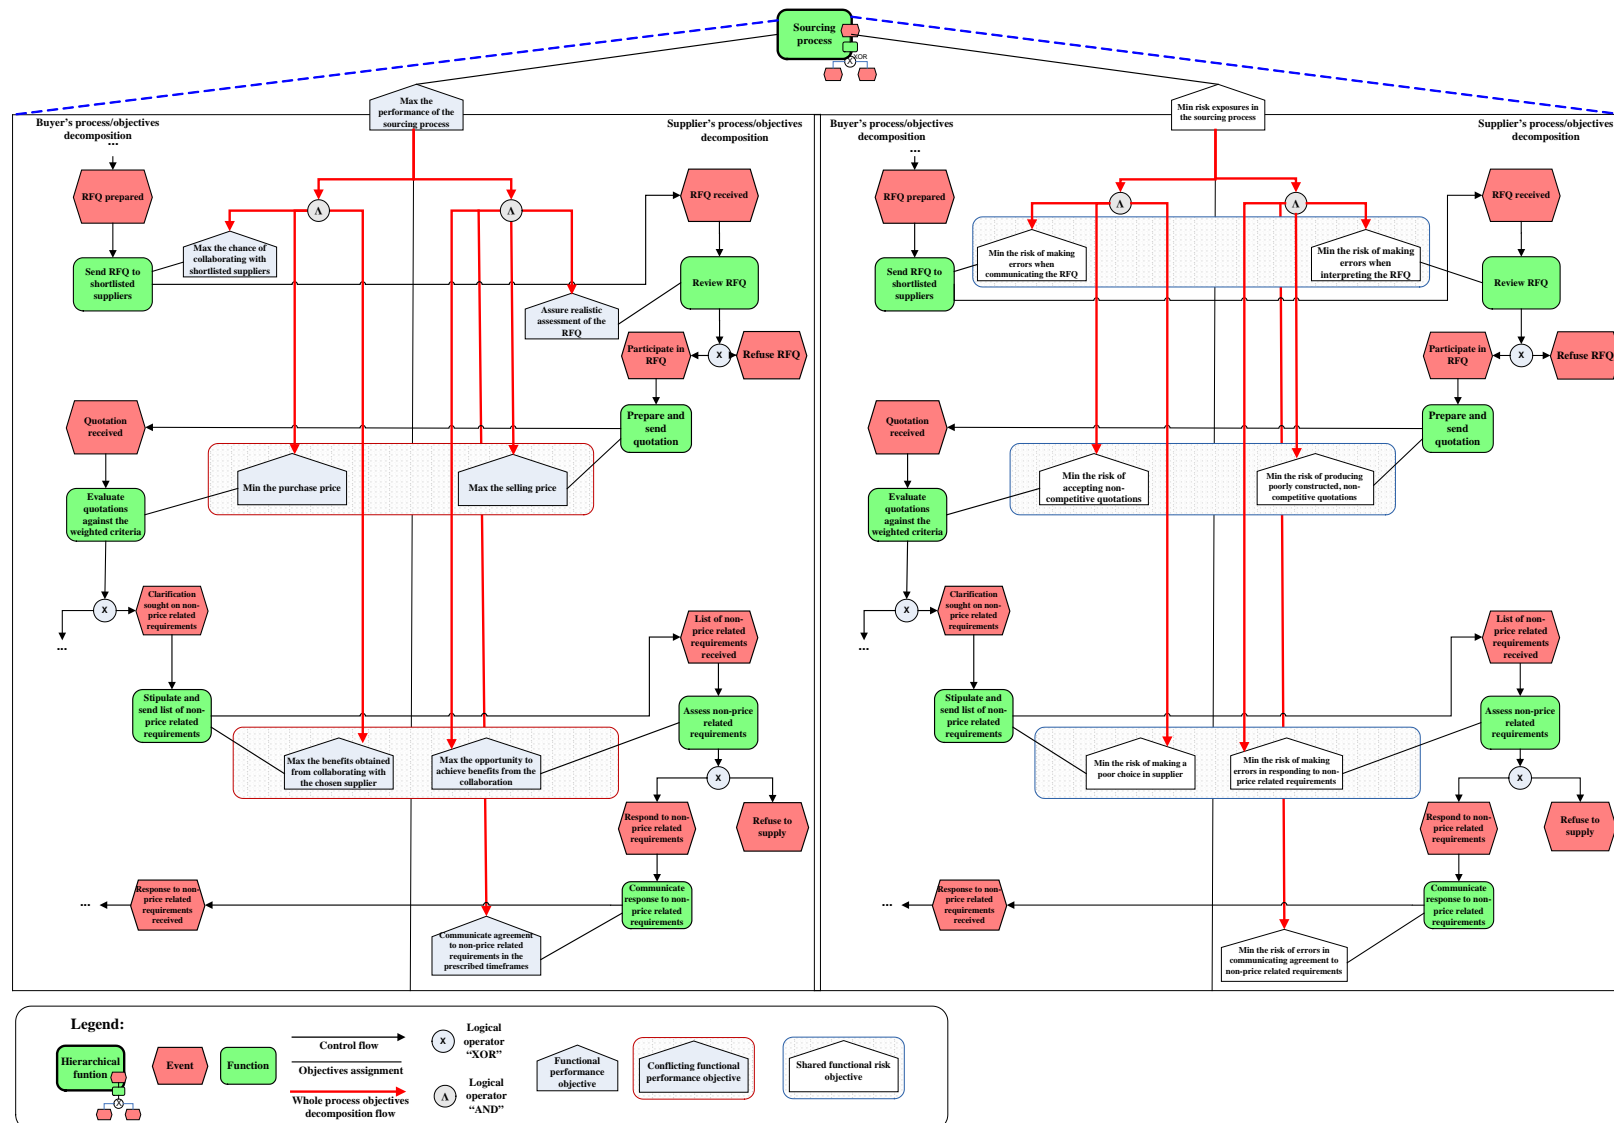 Sourcing
process
XOR
X
Max the
performance of the
sourcing process
Buyer's process/objectives
decomposition
...
Supplier's process/objectives
decomposition
RFQ prepared
RFQ received
Λ
Λ
Max the chance of
collaborating with
shortlisted suppliers
Send RFQ to
shortlisted
suppliers
Review RFQ
Assure realistic
assessment of the
RFQ
Participate in
RFQ
X
Refuse RFQ
Quotation
received
Prepare and
send
quotation
Min the purchase price
Max the selling price
Evaluate
quotations
against the
weighted criteria
X
...
Clarification
sought on non-
price related
requirements
List of non-
price related
requirements
received
Stipulate and
send list of non-
price related
requirements
Assess non-price
related
requirements
Max the benefits obtained
from collaborating with
the chosen supplier
Max the opportunity to
achieve benefits from the
collaboration
X
Respond to non-
price related
requirements
Refuse to
supply
...
Response to non-
price related
requirements
received
Communicate
response to non-
price related
requirements
Communicate agreement
to non-price related
requirements in the
prescribed timeframes
Min risk exposures in
the sourcing process
Buyer's process/objectives
decomposition
...
Supplier's process/objectives
decomposition
RFQ prepared
RFQ received
Λ
Λ
Min the risk of making
errors when
communicating the RFQ
Min the risk of making
errors when
interpreting the RFQ
Send RFQ to
shortlisted
suppliers
Review RFQ
Participate in
RFQ
X
Refuse RFQ
Quotation
received
Prepare and
send
quotation
Min the risk of
accepting non-
competitive quotations
Min the risk of producing
poorly constructed, non-
competitive quotations
Evaluate
quotations
against the
weighted criteria
X
...
Clarification
sought on non-
price related
requirements
List of non-
price related
requirements
received
Stipulate and
send list of non-
price related
requirements
Assess non-price
related
requirements
Min the risk of making a
poor choice in supplier
Min the risk of making
errors in responding to non-
price related requirements
X
Respond to non-
price related
requirements
Refuse to
supply
...
Response to non-
price related
requirements
received
Communicate
response to non-
price related
requirements
Min the risk of errors in
communicating agreement to
non-price related requirements
Legend:
Hierarchical
funtion
X
Event
Function
Control flow
Objectives assignment
Whole process objectives
decomposition flow
X
Logical
operator
“XOR”
Λ
Logical
operator
“AND”
Functional
performance
objective
Conflicting functional
performance objective
Shared functional risk
objective